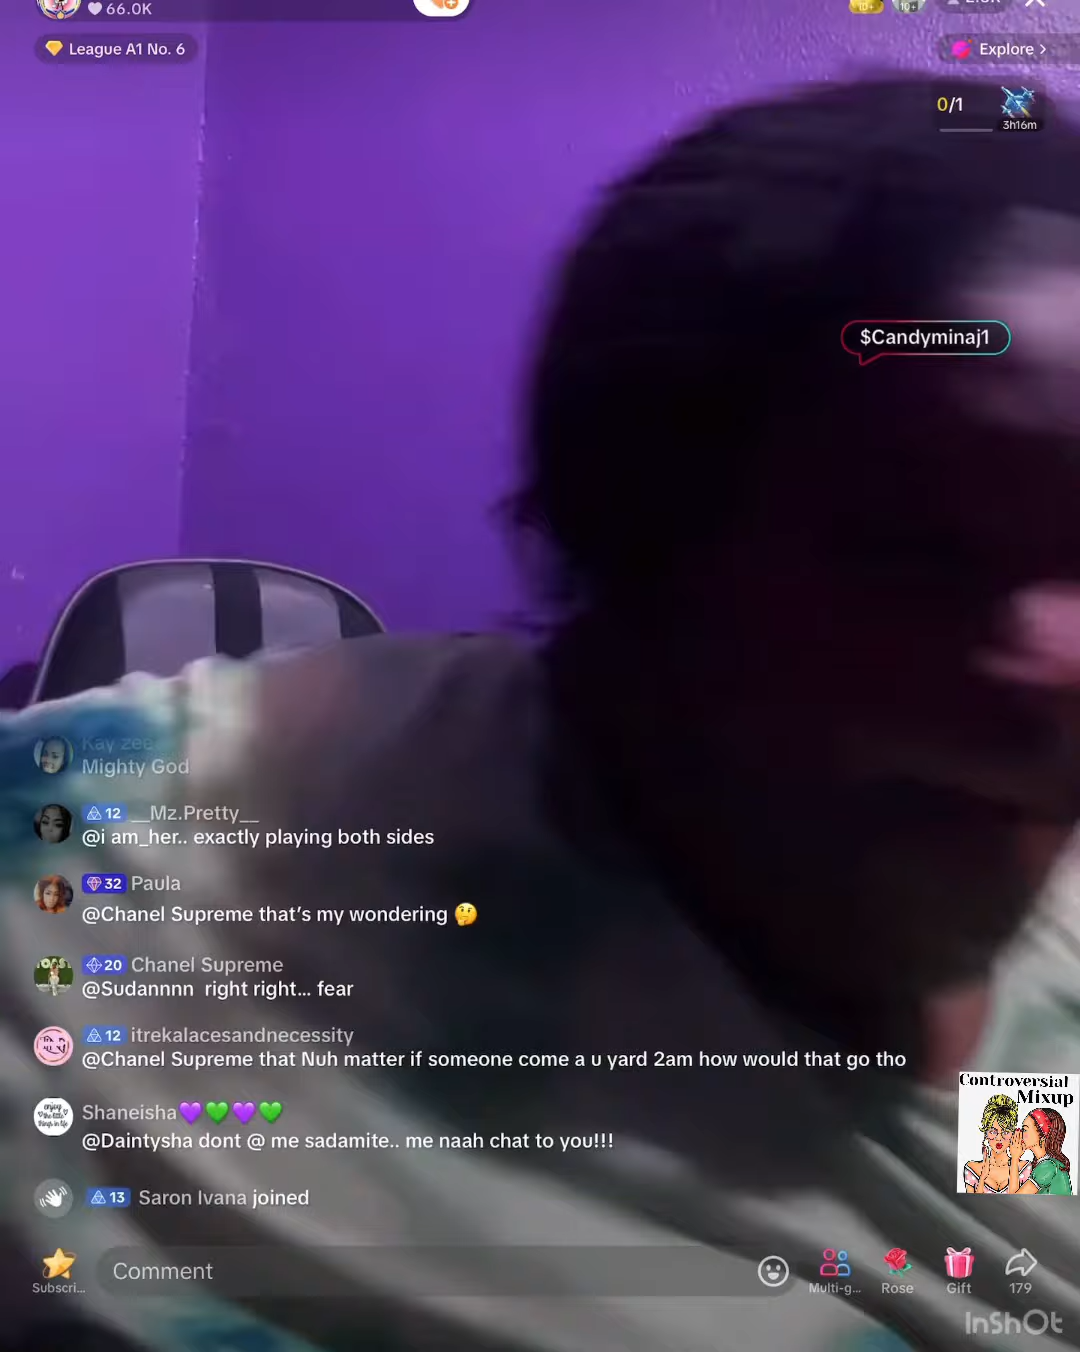 66.0K
10+
10+
League A1 No. 6
Explore >
0/1
3h16m
$Candyminaj1
Kay zee
Mighty God
12 __Mz.Pretty__
@i am_her.. exactly playing both sides
32 Paula
@Chanel Supreme that's my wondering 🤔
20 Chanel Supreme
@Sudannnn right right... fear
12 itrekalacesandnecessity
@Chanel Supreme that Nuh matter if someone come a u yard 2am how would that go tho
Shaneisha💜💚💜💚
@Daintysha dont @ me sadamite.. me naah chat to you!!!
13 Saron Ivana joined
Controversial
Mixup
Comment
Subscri...
Multi-g...
Rose
Gift
179
InShOt